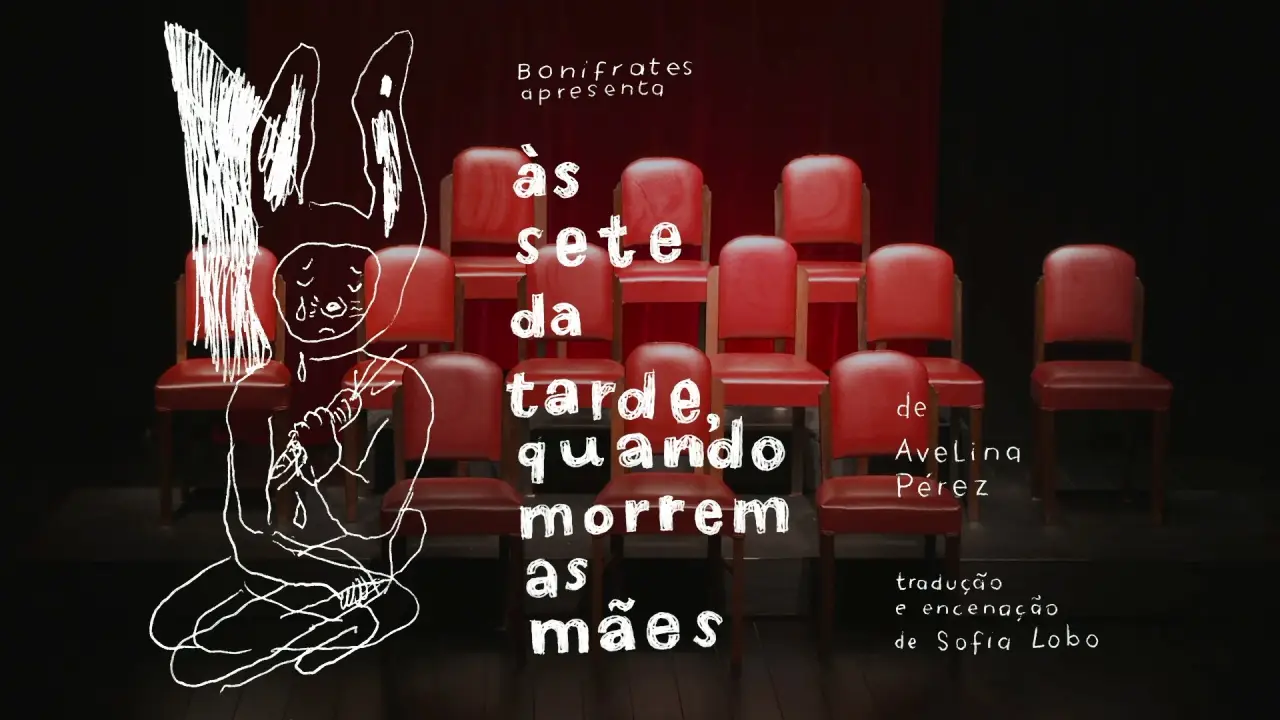 Bonifrates
apresenta
às
sete
da
tarde,
quando
morrem
as
mães
de
Avelina
Pérez
tradução
e encenação
de Sofia Lobo